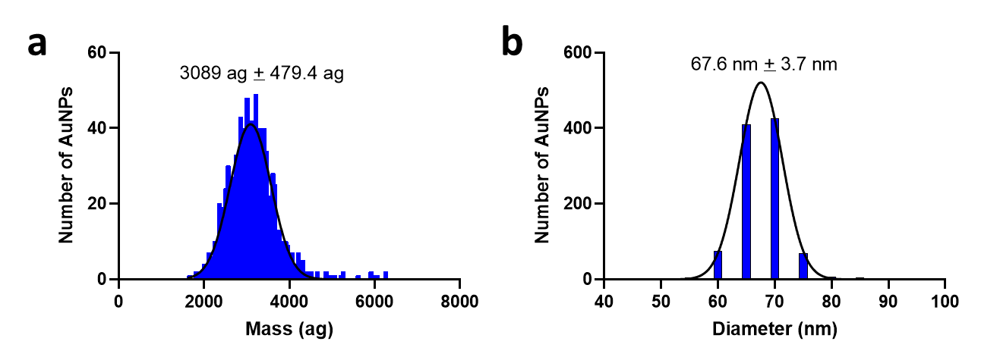 a
3089 ag ± 479.4 ag
Number of AuNPs
60
40
20
0
0 2000 4000 6000 8000
Mass (ag)
b
67.6 nm ± 3.7 nm
Number of AuNPs
600
400
200
0
40 50 60 70 80 90 100
Diameter (nm)